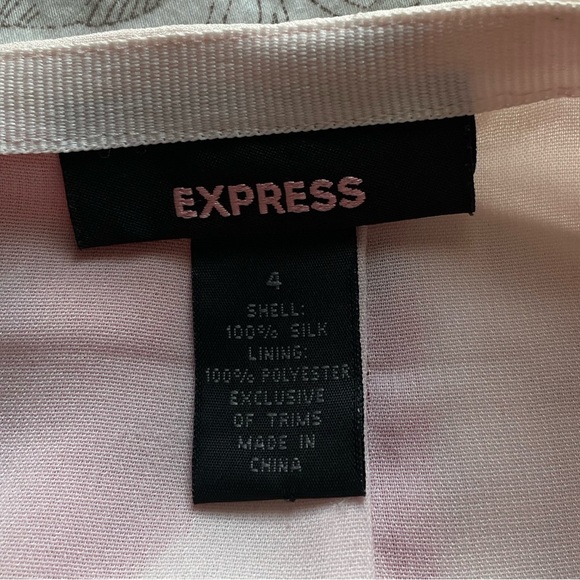 EXPRESS
4
SHELL:
100% SILK
LINING:
100% POLYESTER
EXCLUSIVE
OF TRIMS
MADE IN
CHINA